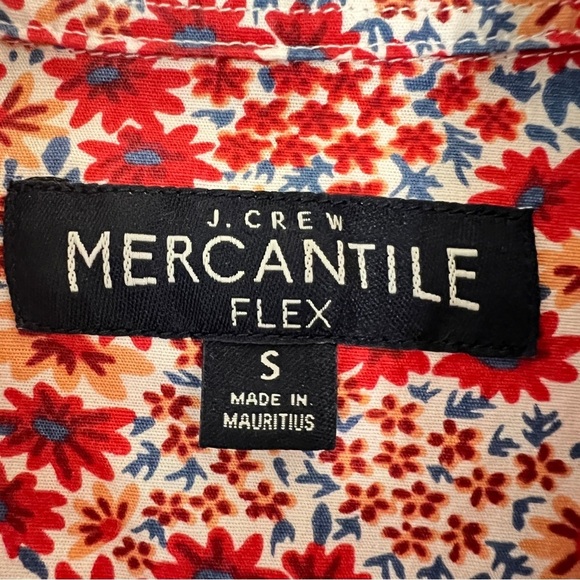 J. CREW
MERCANTILE
FLEX
S
MADE IN
MAURITIUS